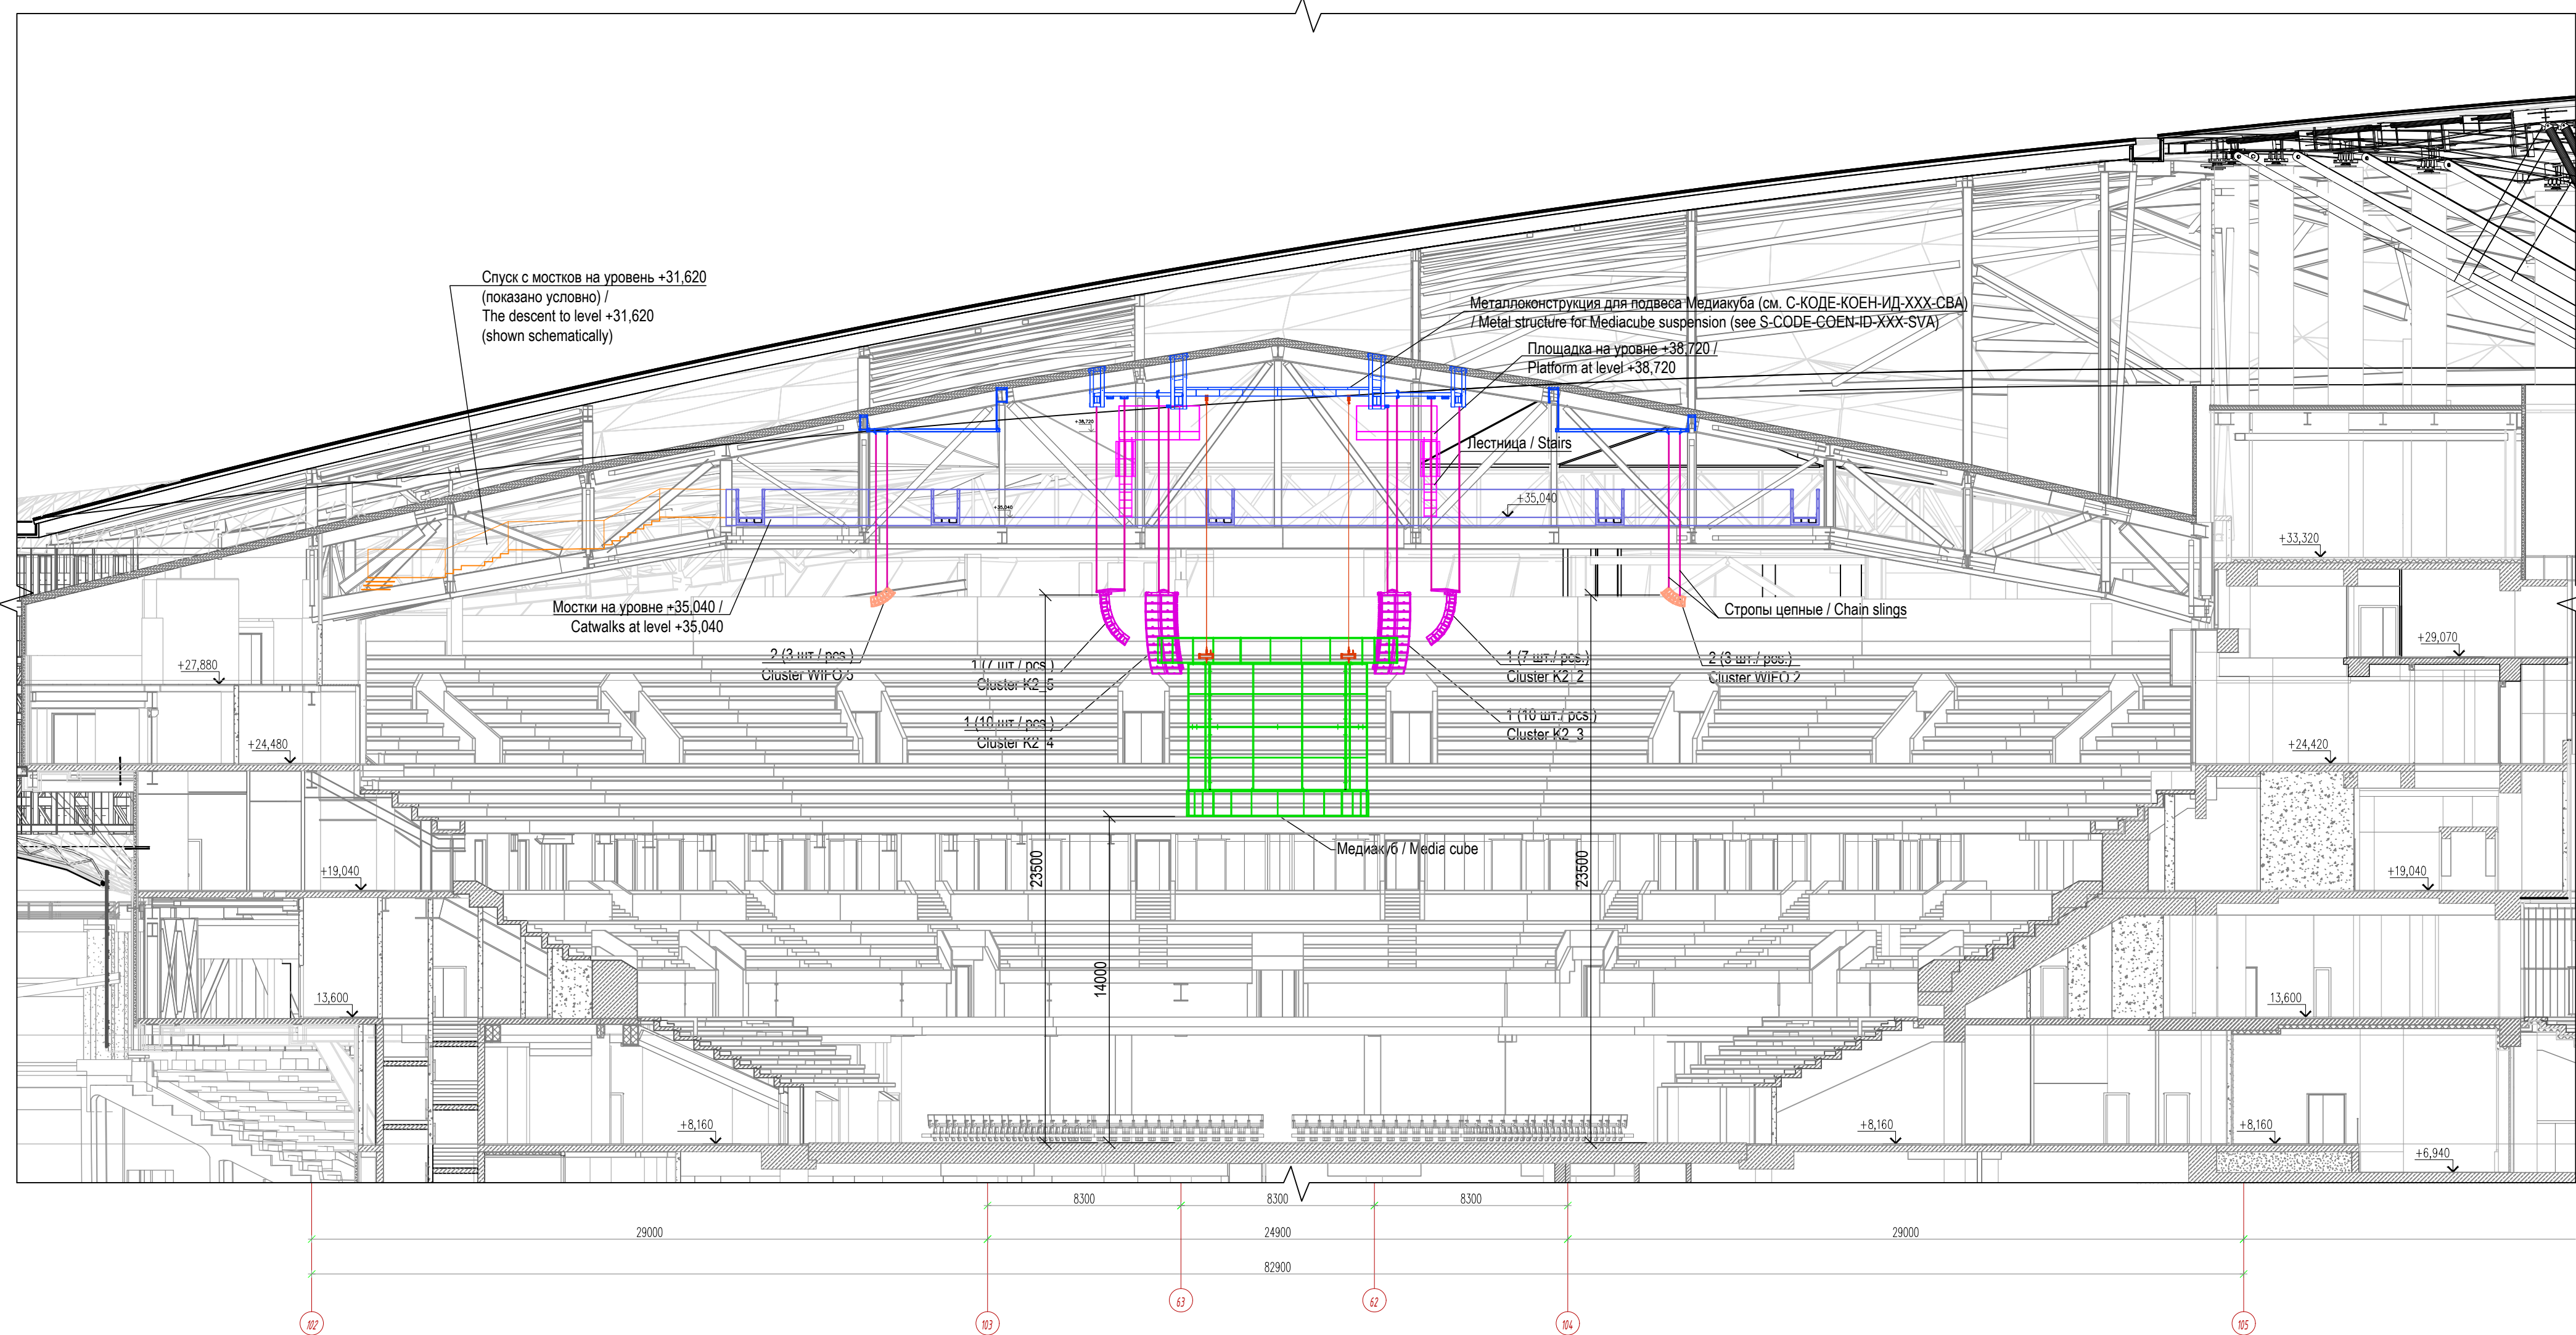 Спуск с мостков на уровень +31,620
(показано условно) /
The descent to level +31,620
(shown schematically)
Металлоконструкция для подвеса Медиакуба (см. С-КОДЕ-КОЕН-ИД-XXX-СВА)
/ Metal structure for Mediacube suspension (see S-CODE-COEN-ID-XXX-SVA)
Площадка на уровне +38,720 /
Platform at level +38,720
+38,720
Лестница / Stairs
+35,040
+35,040
+33,320
Мостки на уровне +35,040 /
Catwalks at level +35,040
Стропы цепные / Chain slings
+27,880
+29,070
2 (3 шт./ pcs.)
Cluster WIFO 5
1 (7 шт./ pcs.)
Cluster K2_5
1 (7 шт./ pcs.)
Cluster K2_2
2 (3 шт./ pcs.)
Cluster WIFO 2
1 (10 шт./ pcs.)
Cluster K2_4
1 (10 шт./ pcs.)
Cluster K2_3
+24,480
+24,420
Медиакуб / Media cube
23500
23500
14000
+19,040
+19,040
13,600
13,600
+8,160
+8,160
+8,160
+6,940
8300
8300
8300
29000
24900
29000
82900
102
103
63
62
104
105